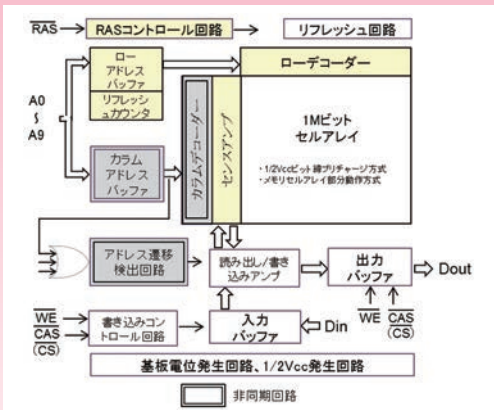 RAS
RASコントロール回路
リフレッシュ回路
ロー
アドレス
バッファ
リフレッシ
ュカウンタ
ローデコーダー
A0
〜
A9
カラム
アドレス
バッファ
カラムデコーダー
センスアンプ
1Mビット
セルアレイ
・1/2Vccビット線プリチャージ方式
・メモリセルアレイ部分動作方式
アドレス遷移
検出回路
読み出し/書き
込みアンプ
出力
バッファ
Dout
WE
CAS
(CS)
書き込みコン
トロール回路
入力
バッファ
Din
WE
CAS
(CS)
基板電位発生回路、1/2Vcc発生回路
非同期回路